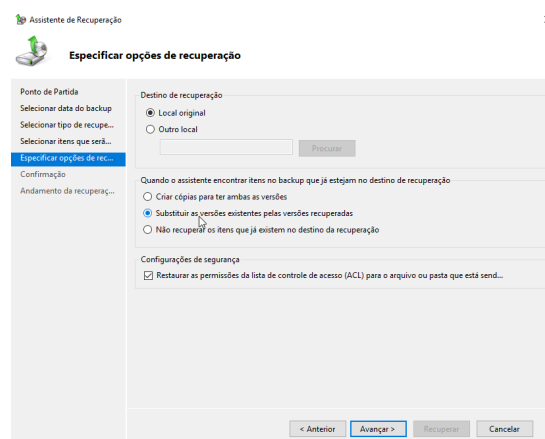 Assistente de Recuperação
Especificar opções de recuperação
Ponto de Partida
Selecionar data do backup
Selecionar tipo de recupe...
Selecionar itens que serã...
Especificar opções de rec...
Confirmação
Andamento da recuperaç...
Destino de recuperação
Local original
Outro local
Procurar
Quando o assistente encontrar itens no backup que já estejam no destino de recuperação
Criar cópias para ter ambas as versões
Substituir as versões existentes pelas versões recuperadas
Não recuperar os itens que já existem no destino da recuperação
Configurações de segurança
Restaurar as permissões da lista de controle de acesso (ACL) para o arquivo ou pasta que está send...
< Anterior
Avançar >
Recuperar
Cancelar